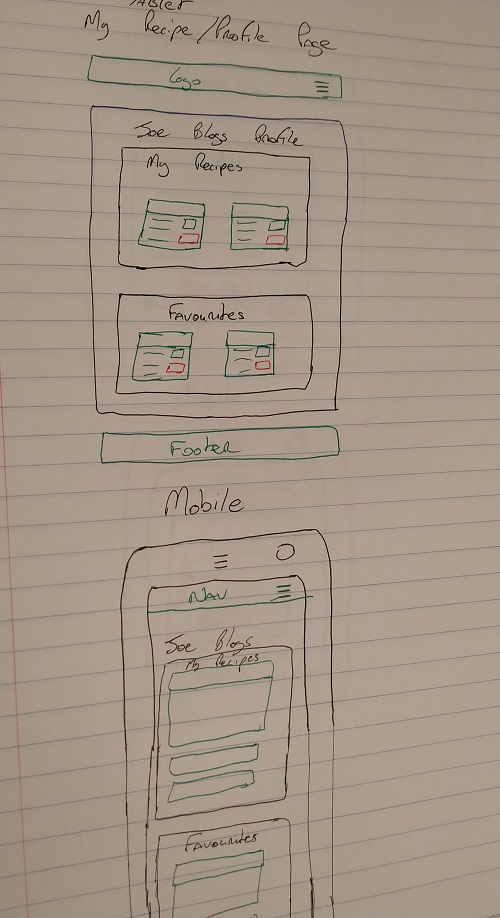 Tablet
My Recipe/Profile Page
Logo
Joe Blogs Profile
My Recipes
Favourites
Footer
Mobile
Nav
Joe Blogs
My Recipes
Favourites